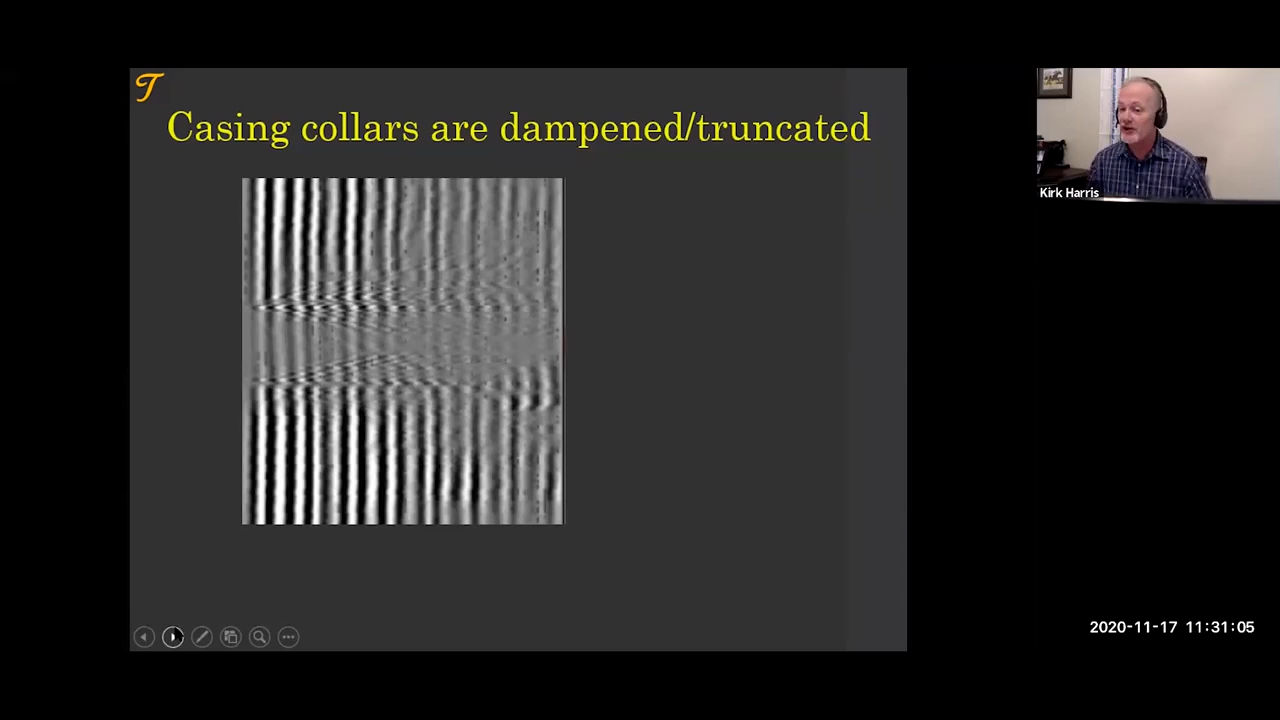 T
Casing collars are dampened/truncated
Kirk Harris
2020-11-17 11:31:05